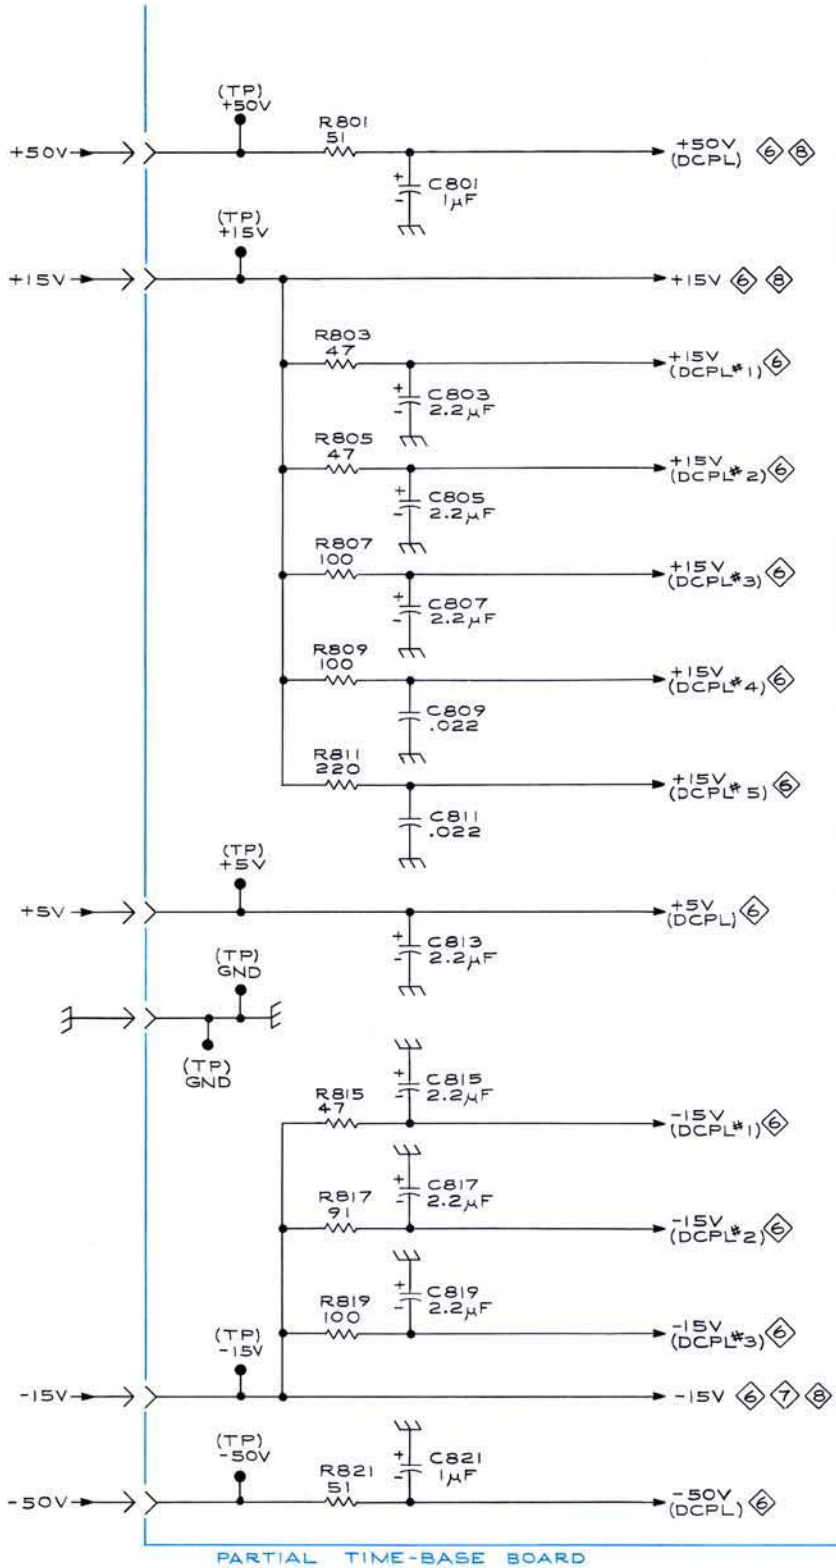 (TP)
+50V
R801
51
+50V
+50V
(DCPL) 6 8
C801
1µF
(TP)
+15V
+15V
+15V 6 8
R803
47
+15V
(DCPL#1) 6
C803
2.2µF
R805
47
+15V
(DCPL#2) 6
C805
2.2µF
R807
100
+15V
(DCPL#3) 6
C807
2.2µF
R809
100
+15V
(DCPL#4) 6
C809
.022
R811
220
+15V
(DCPL#5) 6
C811
.022
(TP)
+5V
+5V
+5V
(DCPL) 6
C813
2.2µF
(TP)
GND
(TP)
GND
C815
2.2µF
R815
47
-15V
(DCPL#1) 6
C817
2.2µF
R817
91
-15V
(DCPL#2) 6
C819
2.2µF
R819
100
-15V
(DCPL#3) 6
(TP)
-15V
-15V
-15V 6 7 8
(TP)
-50V
C821
1µF
R821
51
-50V
-50V
(DCPL) 6
PARTIAL TIME-BASE BOARD